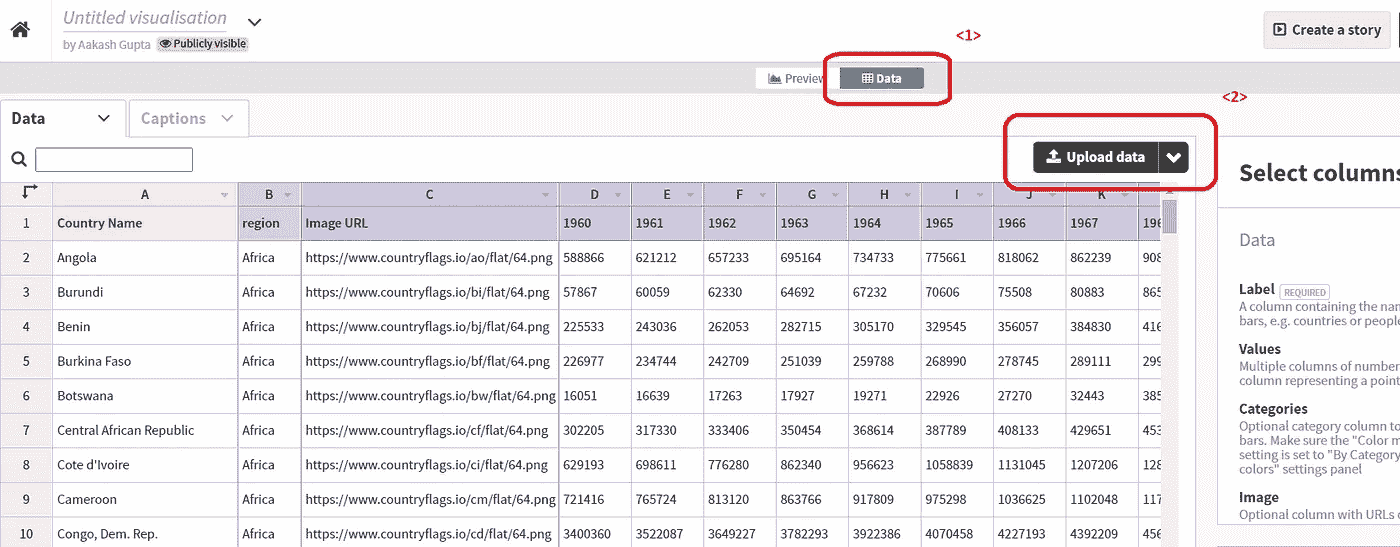 Untitled visualisation
by Aakash Gupta Publicly visible
<1>
Create a story
Preview Data
<2>
Data Captions
Upload data
Select columns
A B C D E F G H I J K
1 Country Name region Image URL 1960 1961 1962 1963 1964 1965 1966 1967 196
2 Angola Africa https://www.countryflags.io/ao/flat/64.png 588866 621212 657233 695164 734733 775661 818062 862239 908
3 Burundi Africa https://www.countryflags.io/bi/flat/64.png 57867 60059 62330 64692 67232 70606 75508 80883 865
4 Benin Africa https://www.countryflags.io/bj/flat/64.png 225533 243036 262053 282715 305170 329545 356057 384830 416
5 Burkina Faso Africa https://www.countryflags.io/bf/flat/64.png 226977 234744 242709 251039 259788 268990 278745 289111 299
6 Botswana Africa https://www.countryflags.io/bw/flat/64.png 16051 16639 17263 17927 19271 22926 27270 32443 385
7 Central African Republic Africa https://www.countryflags.io/cf/flat/64.png 302205 317330 333406 350454 368614 387789 408133 429651 453
8 Cote d'Ivoire Africa https://www.countryflags.io/ci/flat/64.png 629193 698611 776280 862340 956623 1058839 1131045 1207206 128
9 Cameroon Africa https://www.countryflags.io/cm/flat/64.png 721416 765724 813120 863766 917809 975298 1036625 1102048 117
10 Congo, Dem. Rep. Africa https://www.countryflags.io/cd/flat/64.png 3400360 3522087 3649227 3782293 3922386 4070458 4227193 4392209 456
Data
Label REQUIRED
A column containing the nam
bars, e.g. countries or people
Values
Multiple columns of number
column representing a point
Categories
Optional category column to
bars. Make sure the "Color m
setting is set to "By Category
colors" settings panel
Image
Optional column with URLs o